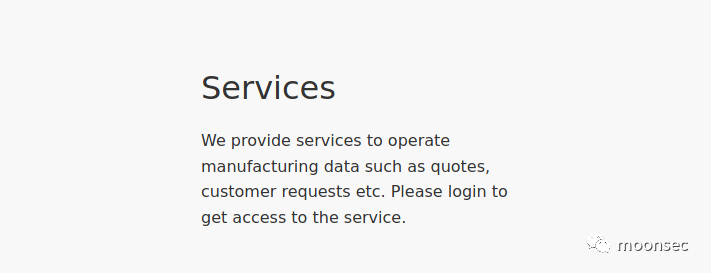 Services
We provide services to operate
manufacturing data such as quotes,
customer requests etc. Please login to
get access to the service.
moonsec